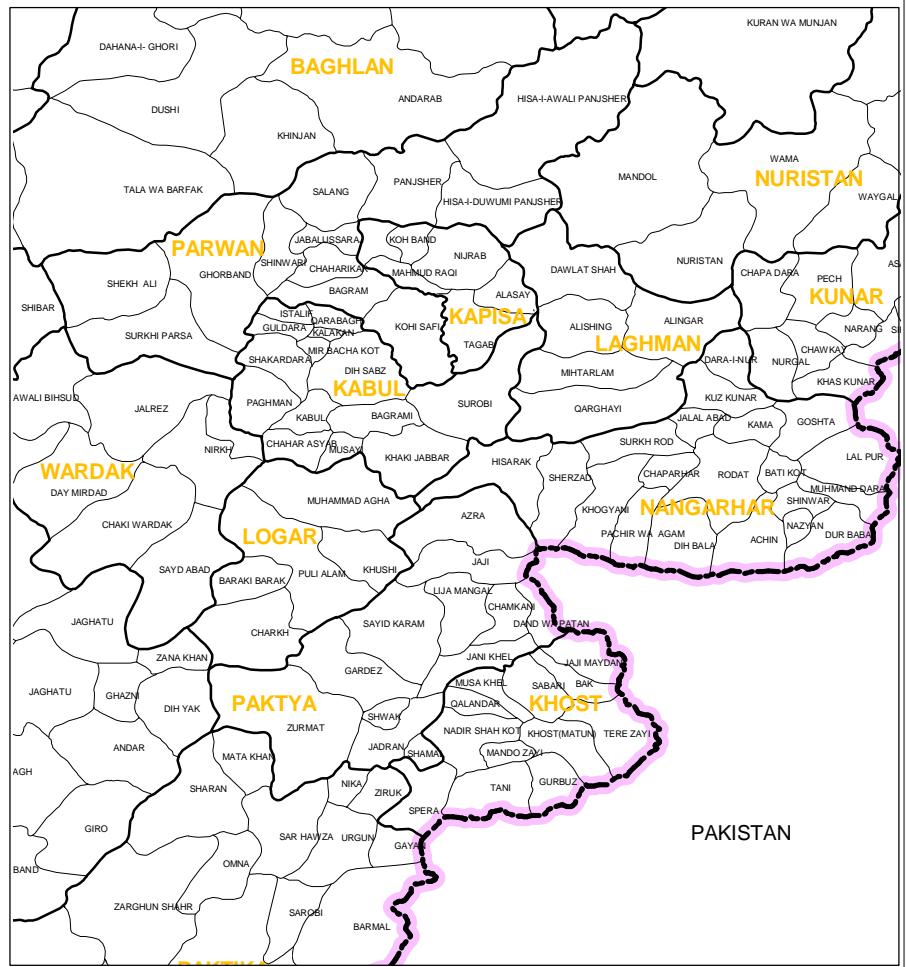 KURAN WA MUNJAN
DAHANA-I- GHORI
BAGHLAN
ANDARAB
HISA-I-AWALI PANJSHER
DUSHI
KHINJAN
WAMA
MANDOL
NURISTAN
TALA WA BARFAK
SALANG
PANJSHER
WAYGAL
HISA-I-DUWUMI PANJSHER
PARWAN
JABALUSSARA
KOH BAND
NIJRAB
NURISTAN
SHINWARI
CHAHARIKAR
MAHMUD RAQI
DAWLAT SHAH
CHAPA DARA
PECH
AS
SHIBAR
SHEKH ALI
GHORBAND
BAGRAM
ALASAY
KUNAR
ISTALIF
QARABAGH
KOHI SAFI
KAPISA
ALISHING
ALINGAR
NARANG
GULDARA
KALAKAN
TAGAB
LAGHMAN
SURKHI PARSA
SHAKARDARA
MIR BACHA KOT
DARA-I-NUR
NURGAL
CHAWKAY
DIH SABZ
MIHTARLAM
KHAS KUNAR
KABUL
AWALI BIHSUD
JALREZ
PAGHMAN
SUROBI
QARGHAYI
KUZ KUNAR
KABUL
BAGRAMI
JALAL ABAD
KAMA
GOSHTA
NIRKH
CHAHAR ASYAB
MUSAYI
KHAKI JABBAR
HISARAK
SURKH ROD
LAL PUR
WARDAK
SHERZAD
CHAPARHAR
RODAT
BATI KOT
DAY MIRDAD
MUHAMMAD AGHA
MUHMAND DARA
KHOGYANI
NANGARHAR
SHINWAR
CHAKI WARDAK
AZRA
NAZYAN
LOGAR
PACHIR WA AGAM
DIH BALA
ACHIN
DUR BABA
SAYD ABAD
BARAKI BARAK
PULI ALAM
KHUSHI
JAJI
LIJA MANGAL
CHAMKANI
JAGHATU
CHARKH
SAYID KARAM
DAND WA PATAN
ZANA KHAN
GARDEZ
JANI KHEL
JAJI MAYDAN
JAGHATU
GHAZNI
DIH YAK
PAKTYA
MUSA KHEL
SABARI
BAK
QALANDAR
KHOST
SHWAK
ZURMAT
NADIR SHAH KOT
KHOST(MATUN)
TERE ZAYI
ANDAR
MATA KHAN
JADRAN
SHAMAL
MANDO ZAYI
AGH
SHARAN
NIKA
ZIRUK
TANI
GURBUZ
SPERA
GIRO
SAR HAWZA
URGUN
GAYAN
PAKISTAN
BAND
OMNA
ZARGHUN SHAHR
SAROBI
BARMAL
PAKTIKA